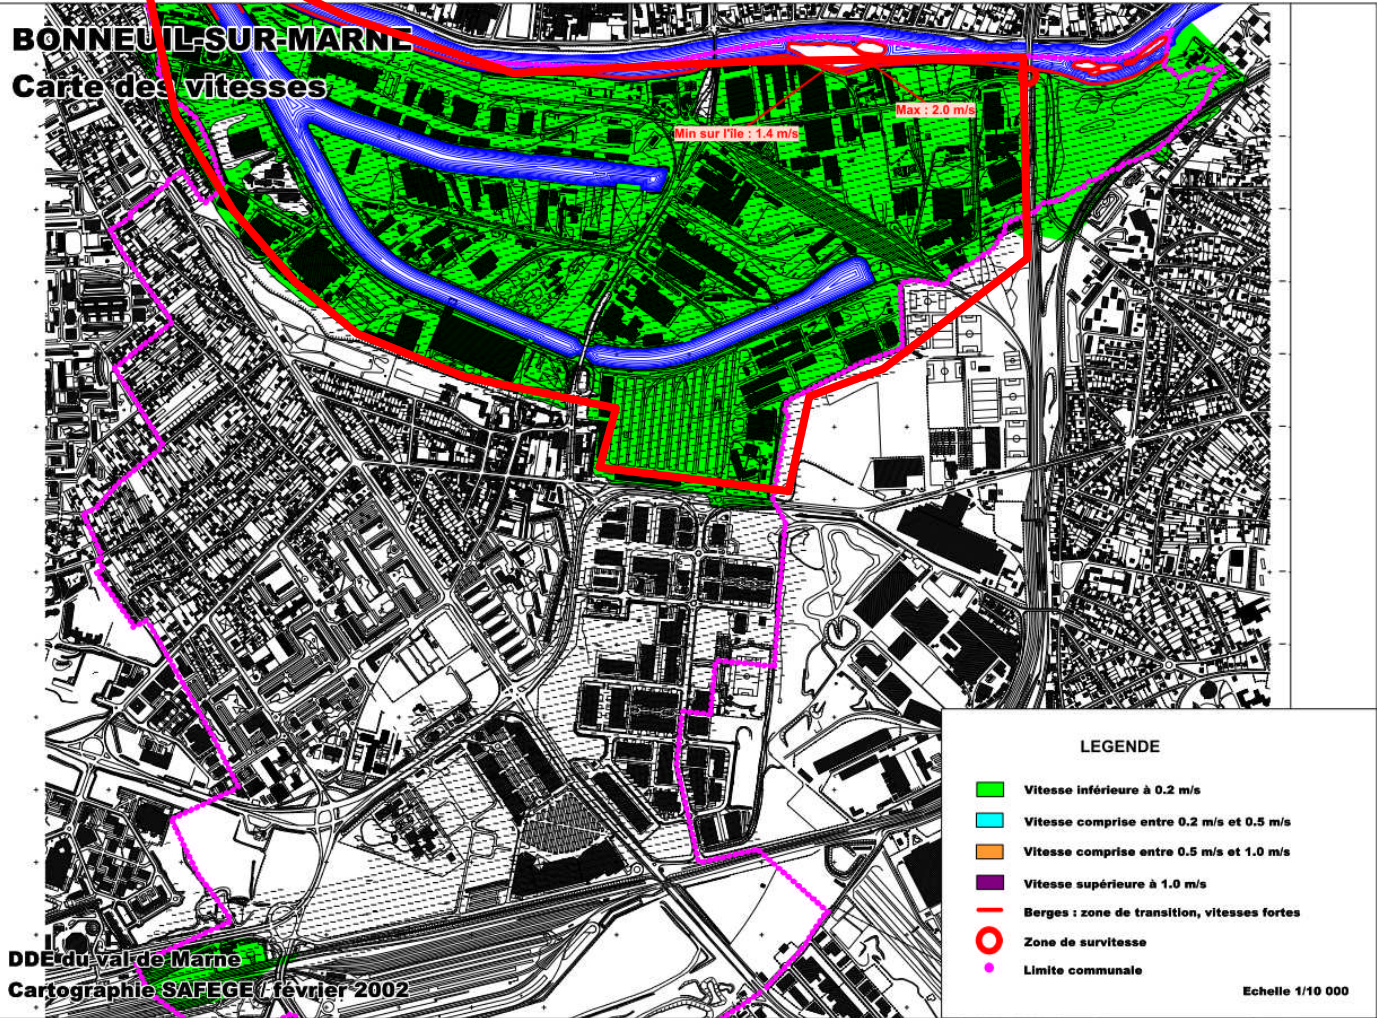 BONNEUIL-SUR-MARNE
Carte des vitesses
Max : 2.0 m/s
Min sur l'île : 1.4 m/s
LEGENDE
Vitesse inférieure à 0.2 m/s
Vitesse comprise entre 0.2 m/s et 0.5 m/s
Vitesse comprise entre 0.5 m/s et 1.0 m/s
Vitesse supérieure à 1.0 m/s
Berges : zone de transition, vitesses fortes
Zone de survitesse
Limite communale
Echelle 1/10 000
DDE du val de Marne
Cartographie SAFEGE / février 2002